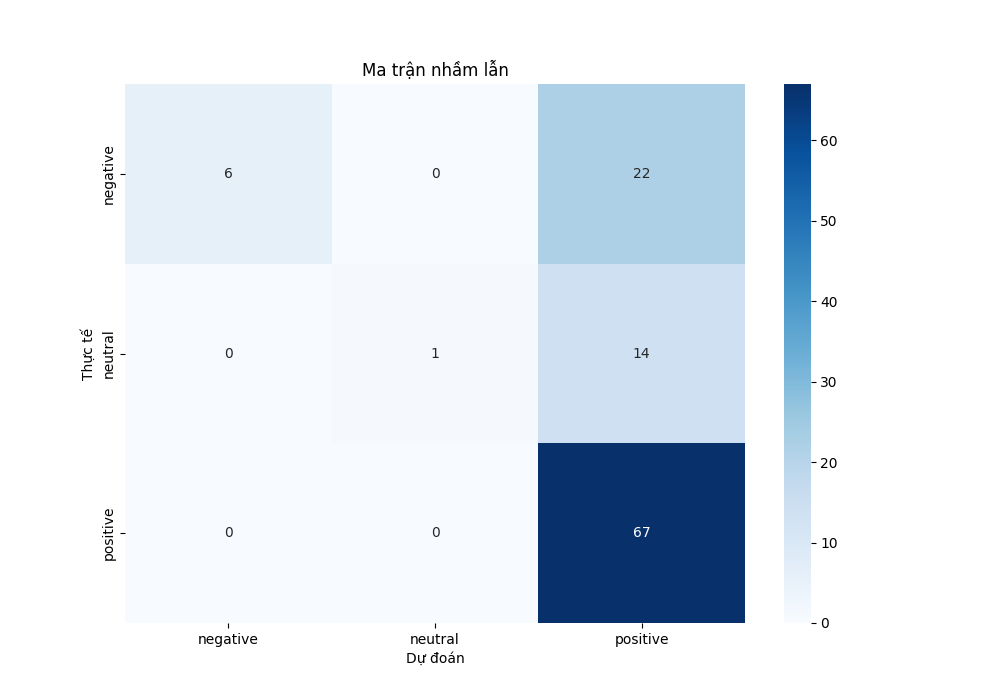 Ma trận nhầm lẫn
negative
6
0
22
Thực tế
neutral
0
1
14
positive
0
0
67
negative
neutral
positive
Dự đoán
60
50
40
30
20
10
0